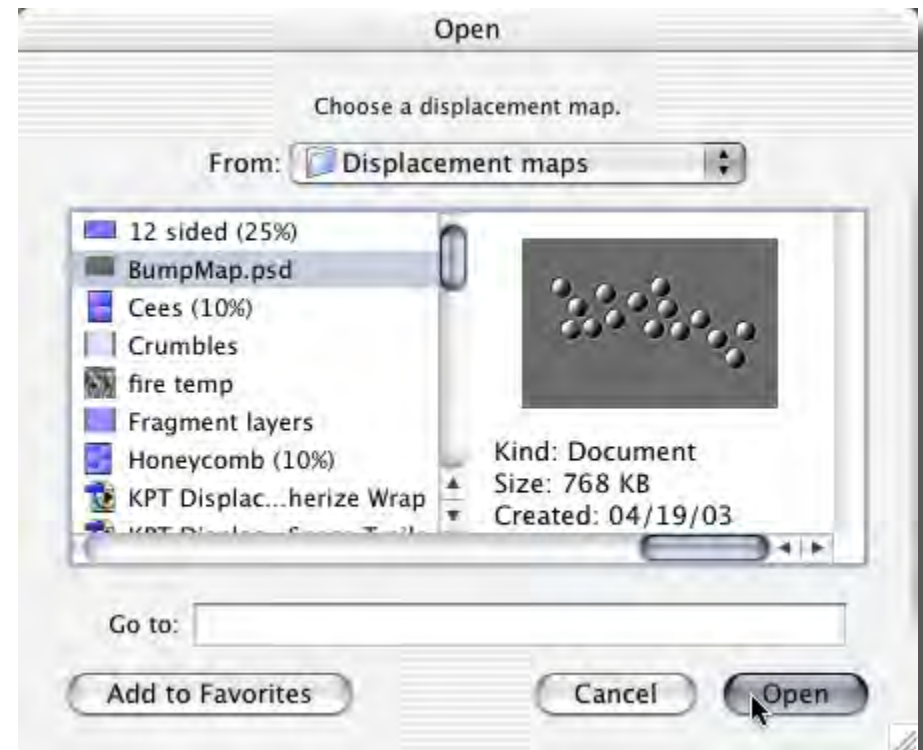 Open
Choose a displacement map.
From: Displacement maps
12 sided (25%)
BumpMap.psd
Cees (10%)
Crumbles
fire temp
Fragment layers
Honeycomb (10%)
KPT Displac...herize Wrap
Kind: Document
Size: 768 KB
Created: 04/19/03
Go to:
Add to Favorites
Cancel
Open